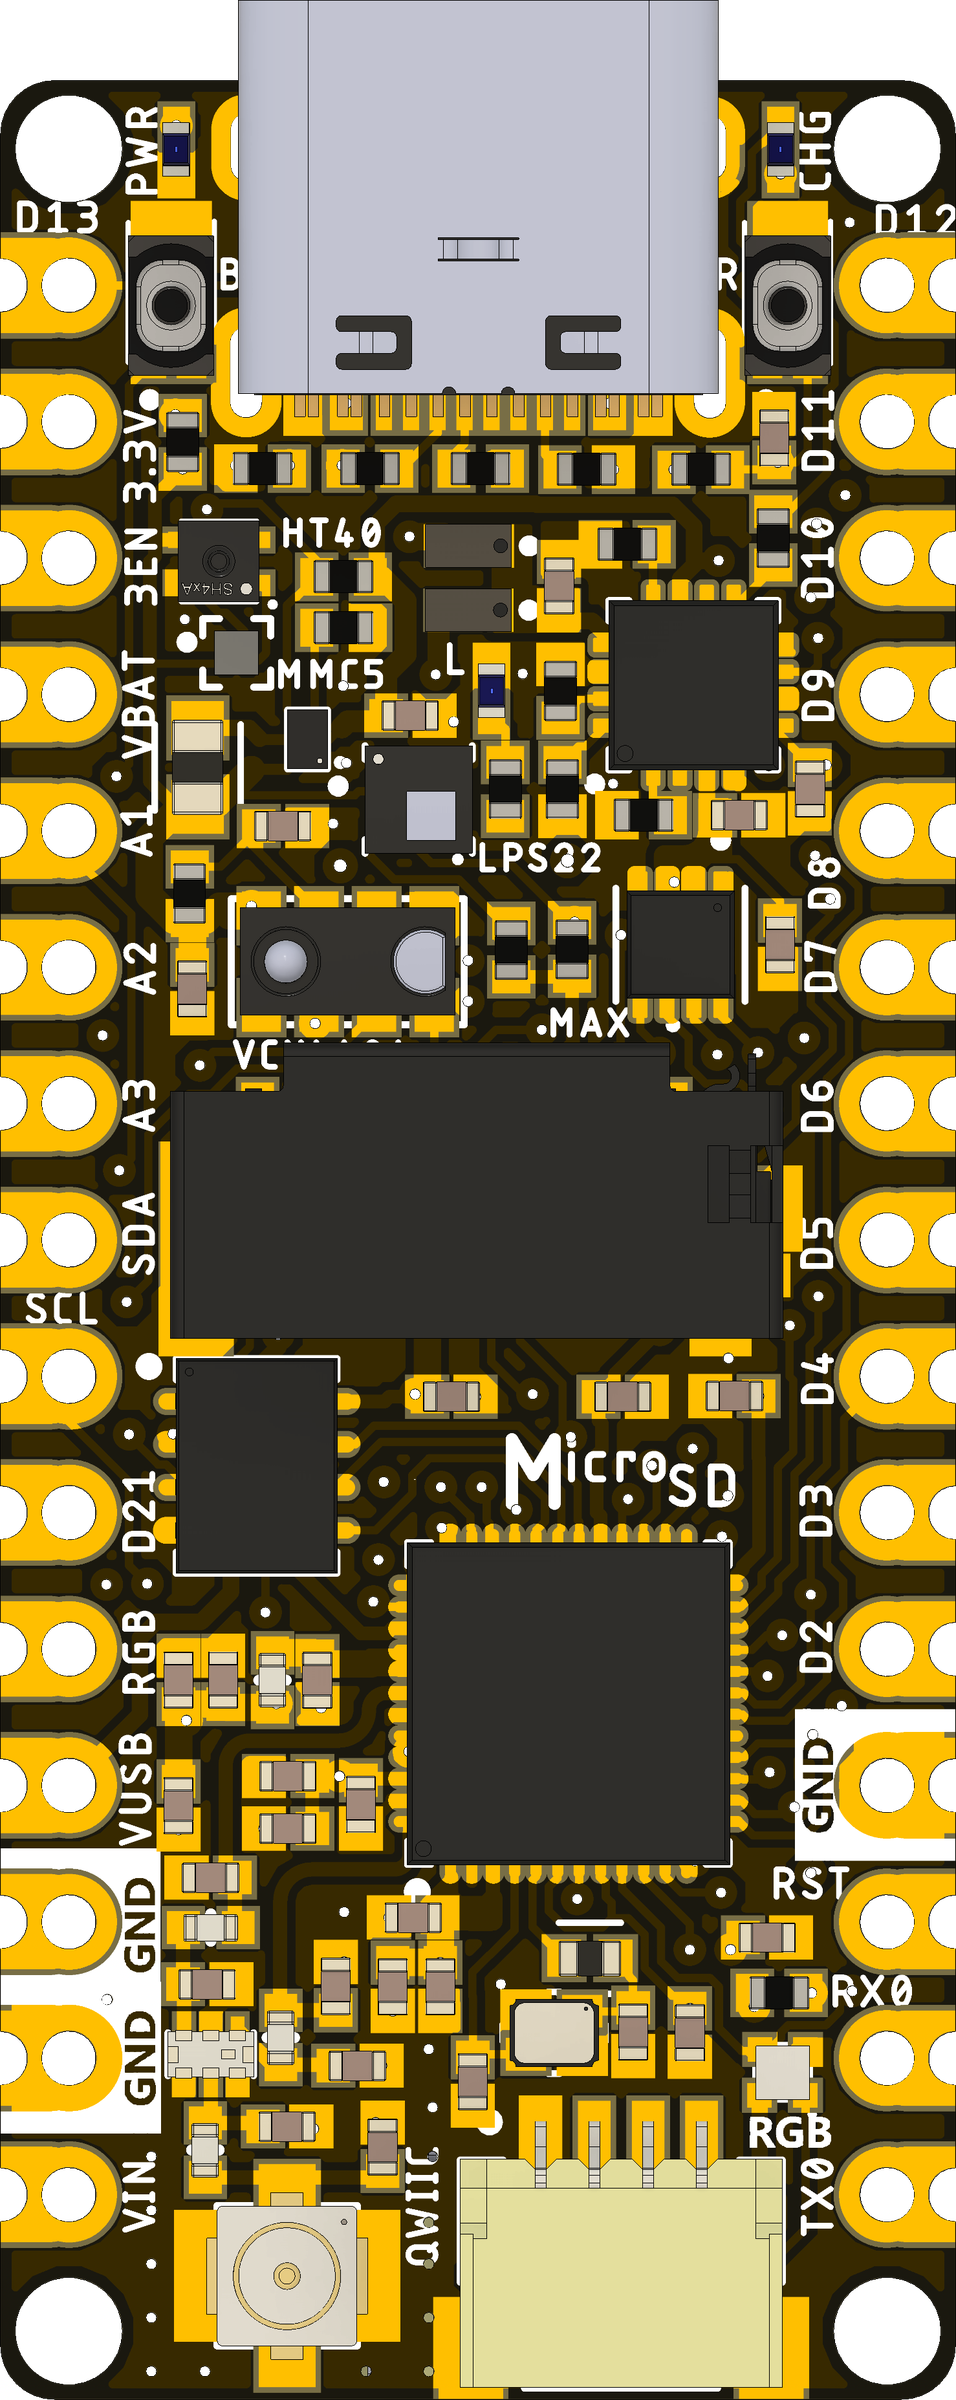 PWR
CHG
D13
D12
B
R
3.3V
D11
HT40
3EN
D10
SH4xA
MMC5
L
VBAT
D9
A1
LPS22
D8
A2
D7
MAX
A3
D6
SDA
D5
SCL
D4
MicroSD
D21
D3
RGB
D2
VUSB
GND
GND
RST
RX0
GND
RGB
VIN
QWIIC
TX0